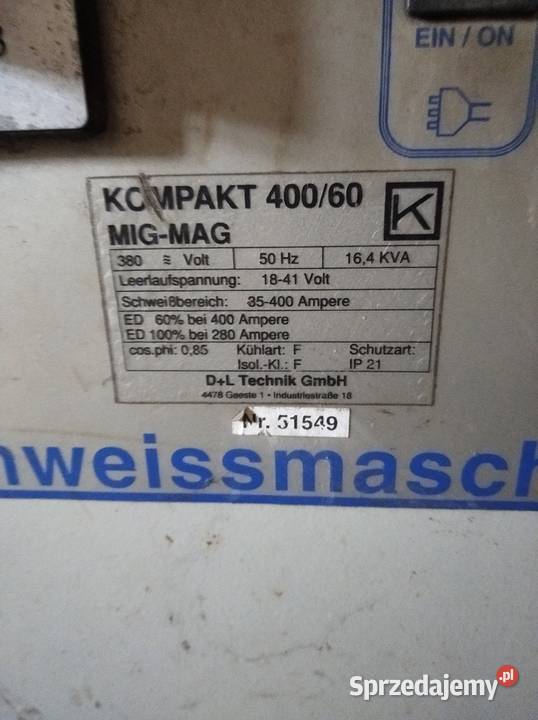 EIN / ON
KOMPAKT 400/60
K
MIG-MAG
380 ≂ Volt 50 Hz 16,4 KVA
Leerlaufspannung: 18-41 Volt
Schweißbereich: 35-400 Ampere
ED 60% bei 400 Ampere
ED 100% bei 280 Ampere
cos.phi: 0,85 Kühlart: F Schutzart:
Isol.-Kl.: F IP 21
D+L Technik GmbH
4478 Geeste 1 • Industriestraße 18
Nr. 51549
hweissmasch
Sprzedajemy.pl